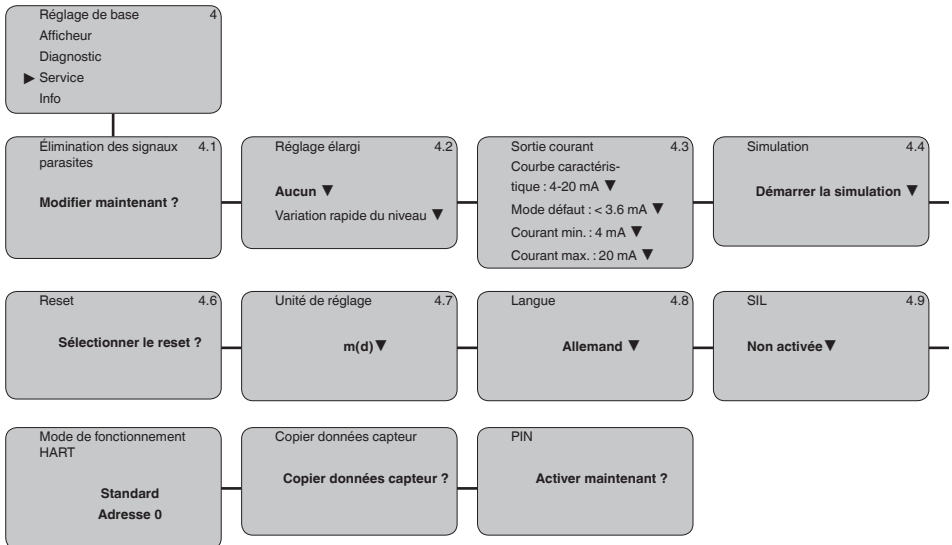 Réglage de base 4
Afficheur
Diagnostic
▶ Service
Info
Élimination des signaux 4.1
parasites
Modifier maintenant ?
Réglage élargi 4.2
Aucun ▼
Variation rapide du niveau ▼
Sortie courant 4.3
Courbe caractéris-
tique : 4-20 mA ▼
Mode défaut : < 3.6 mA ▼
Courant min. : 4 mA ▼
Courant max. : 20 mA ▼
Simulation 4.4
Démarrer la simulation ▼
Reset 4.6
Sélectionner le reset ?
Unité de réglage 4.7
m(d) ▼
Langue 4.8
Allemand ▼
SIL 4.9
Non activée ▼
Mode de fonctionnement
HART
Standard
Adresse 0
Copier données capteur
Copier données capteur ?
PIN
Activer maintenant ?